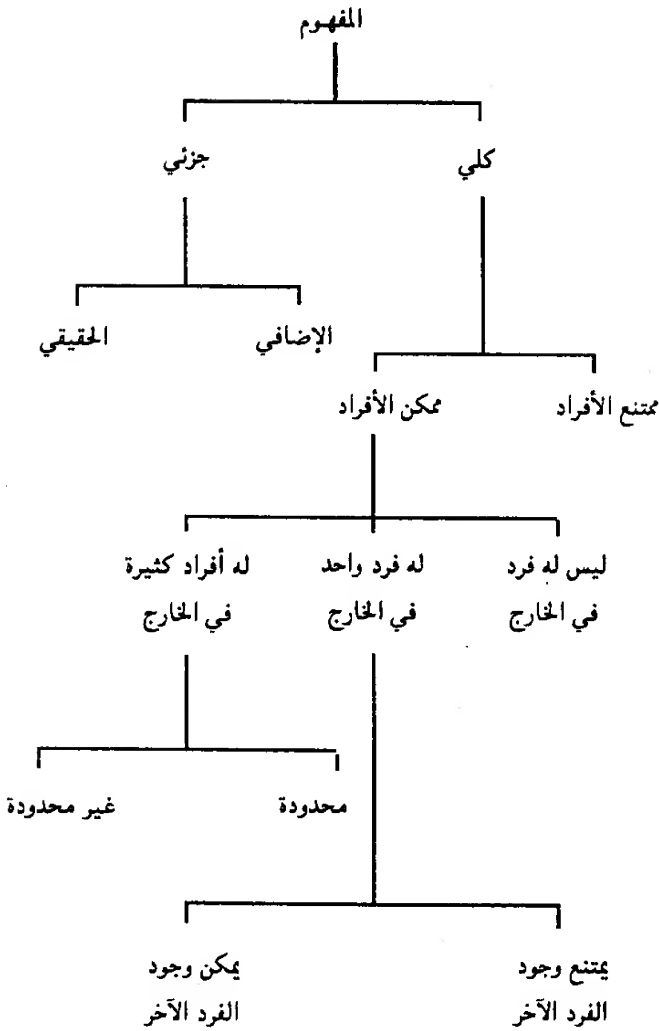 المفهوم
كلي
جزئي
الإضافي
الحقيقي
ممتنع الأفراد
ممكن الأفراد
ليس له فرد
في الخارج
له فرد واحد
في الخارج
له أفراد كثيرة
في الخارج
محدودة
غير محدودة
يمتنع وجود
الفرد الآخر
يمكن وجود
الفرد الآخر